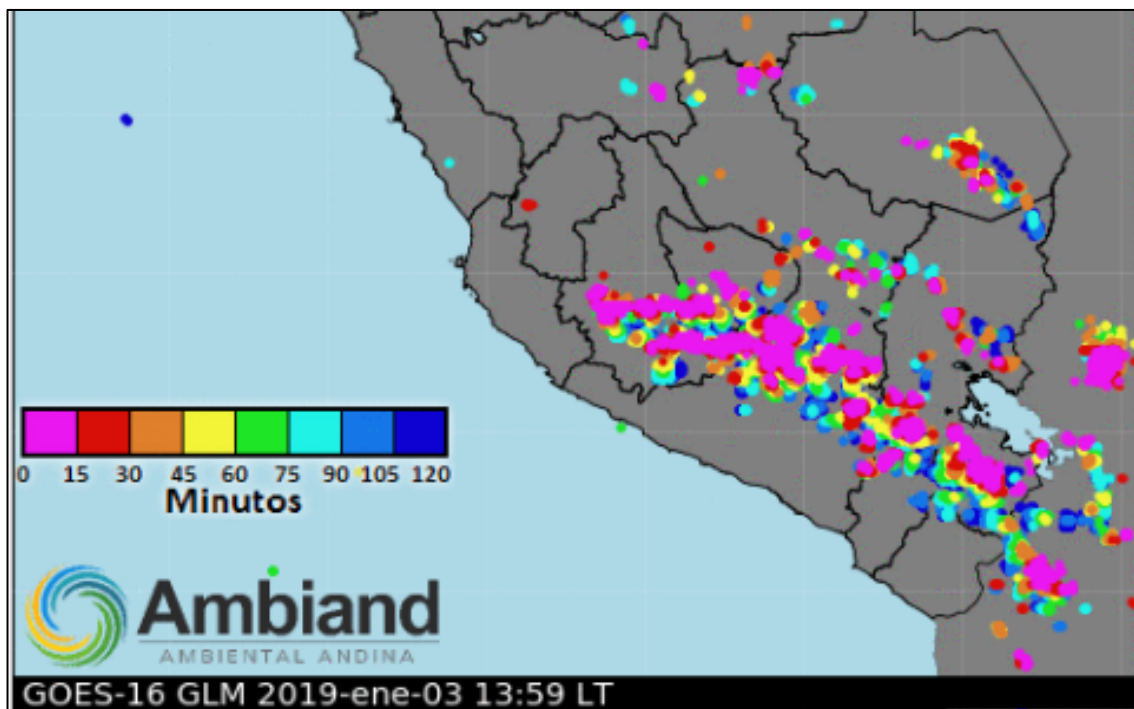 0 15 30 45 60 75 90 105 120
Minutos
Ambiand
AMBIENTAL ANDINA
GOES-16 GLM 2019-ene-03 13:59 LT